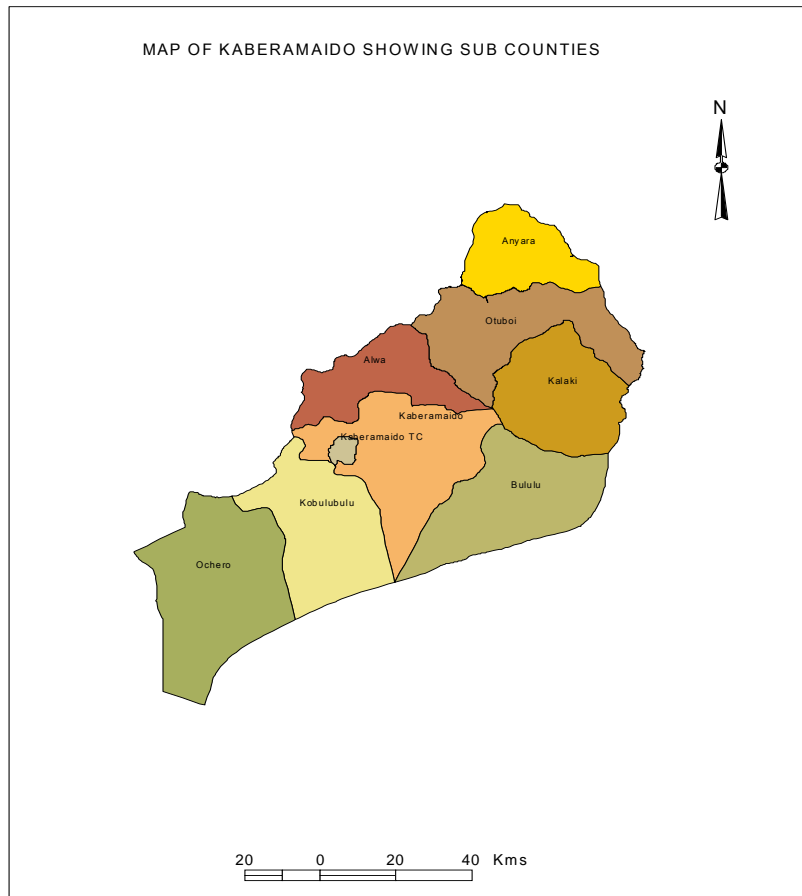 MAP OF KABERAMAIDO SHOWING SUB COUNTIES
N
Anyara
Otuboi
Alwa
Kalaki
Kaberamaido
Kaberamaido TC
Bululu
Kobulubulu
Ochero
20 0 20 40 Kms